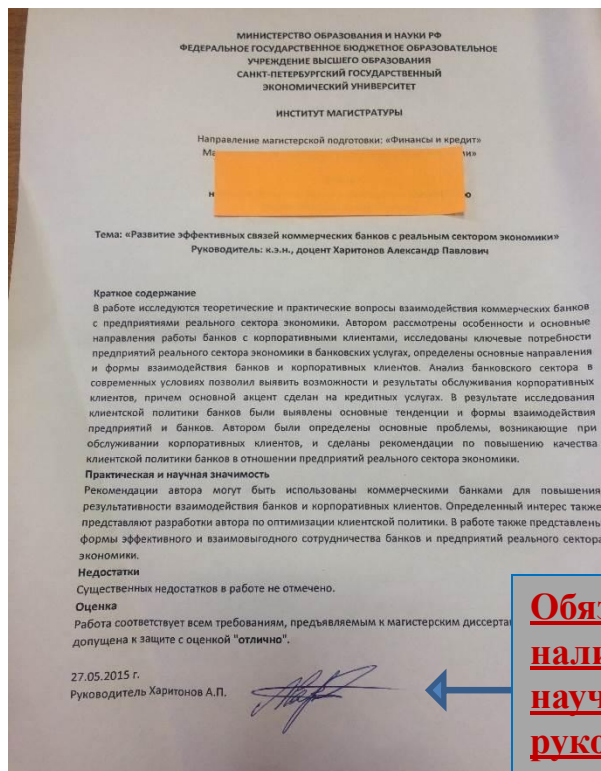 МИНИСТЕРСТВО ОБРАЗОВАНИЯ И НАУКИ РФ
ФЕДЕРАЛЬНОЕ ГОСУДАРСТВЕННОЕ БЮДЖЕТНОЕ ОБРАЗОВАТЕЛЬНОЕ
УЧРЕЖДЕНИЕ ВЫСШЕГО ОБРАЗОВАНИЯ
САНКТ-ПЕТЕРБУРГСКИЙ ГОСУДАРСТВЕННЫЙ
ЭКОНОМИЧЕСКИЙ УНИВЕРСИТЕТ
ИНСТИТУТ МАГИСТРАТУРЫ
Направление магистерской подготовки: «Финансы и кредит»
Тема: «Развитие эффективных связей коммерческих банков с реальным сектором экономики»
Руководитель: к.э.н., доцент Харитонов Александр Павлович
Краткое содержание
В работе исследуются теоретические и практические вопросы взаимодействия коммерческих банков
с предприятиями реального сектора экономики. Автором рассмотрены особенности и основные
направления работы банков с корпоративными клиентами, исследованы ключевые потребности
предприятий реального сектора экономики в банковских услугах, определены основные направления
и формы взаимодействия банков и корпоративных клиентов. Анализ банковского сектора в
современных условиях позволил выявить возможности и результаты обслуживания корпоративных
клиентов, причем основной акцент сделан на кредитных услугах. В результате исследования
клиентской политики банков были выявлены основные тенденции и формы взаимодействия
предприятий и банков. Автором были определены основные проблемы, возникающие при
обслуживании корпоративных клиентов, и сделаны рекомендации по повышению качества
клиентской политики банков в отношении предприятий реального сектора экономики.
Практическая и научная значимость
Рекомендации автора могут быть использованы коммерческими банками для повышения
результативности взаимодействия банков и корпоративных клиентов. Определенный интерес также
представляют разработки автора по оптимизации клиентской политики. В работе также представлены
формы эффективного и взаимовыгодного сотрудничества банков и предприятий реального сектора
экономики.
Недостатки
Существенных недостатков в работе не отмечено.
Оценка
Работа соответствует всем требованиям, предъявляемым к магистерским диссерта
допущена к защите с оценкой "отлично".
27.05.2015 г.
Руководитель Харитонов А.П.
Обяз
нали
науч
руко